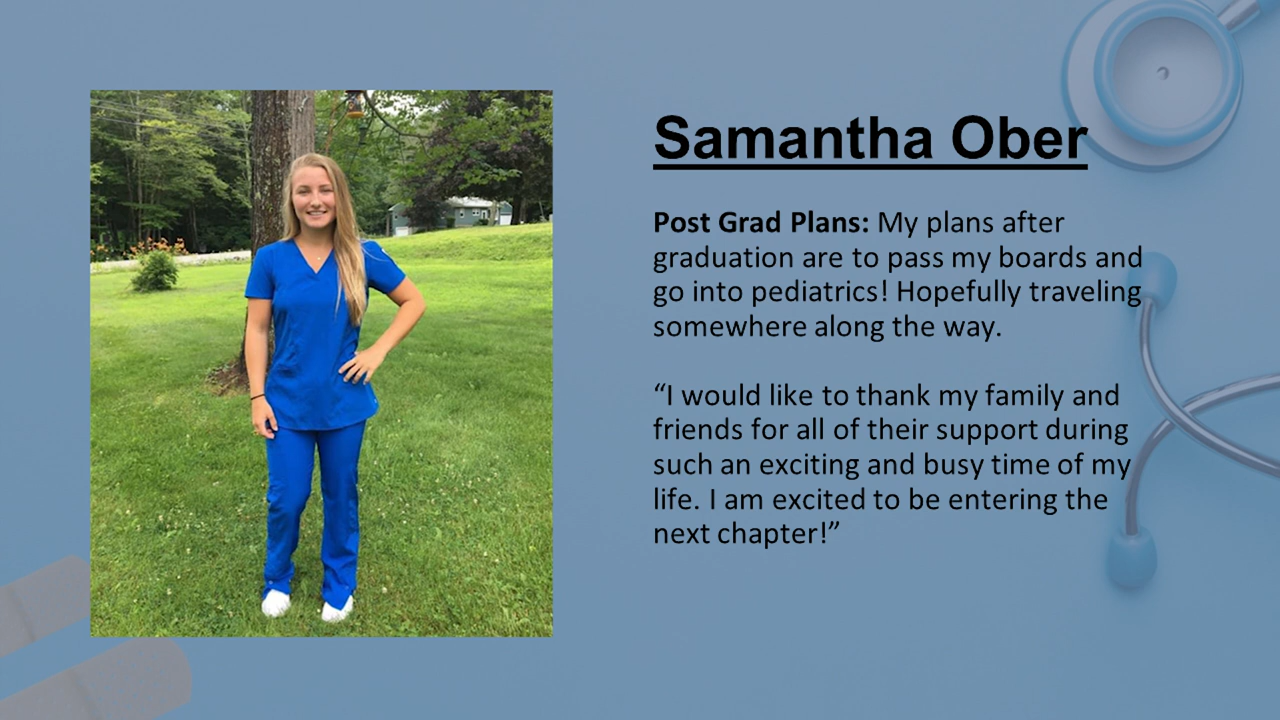 Samantha Ober
Post Grad Plans: My plans after
graduation are to pass my boards and
go into pediatrics! Hopefully traveling
somewhere along the way.
“I would like to thank my family and
friends for all of their support during
such an exciting and busy time of my
life. I am excited to be entering the
next chapter!”